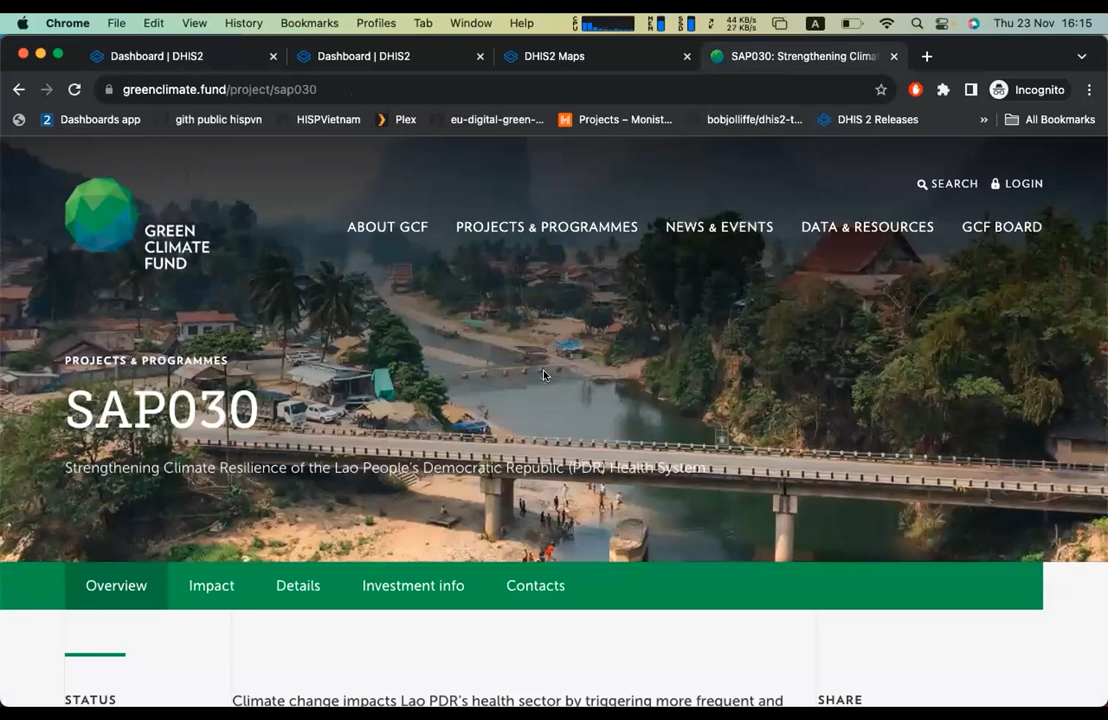 Chrome File Edit View History Bookmarks Profiles Tab Window Help 44 KB/s 27 KB/s A Thu 23 Nov 16:15
Dashboard | DHIS2 Dashboard | DHIS2 DHIS2 Maps SAP030: Strengthening Clima
greenclimate.fund/project/sap030 Incognito
2 Dashboards app gith public hispvn HISPVietnam Plex eu-digital-green-... Projects – Monist... bobjolliffe/dhis2-t... DHIS 2 Releases » All Bookmarks
SEARCH LOGIN
GREEN
CLIMATE
FUND
ABOUT GCF PROJECTS & PROGRAMMES NEWS & EVENTS DATA & RESOURCES GCF BOARD
PROJECTS & PROGRAMMES
SAP030
Strengthening Climate Resilience of the Lao People's Democratic Republic (PDR) Health System
Overview Impact Details Investment info Contacts
STATUS
Climate change impacts Lao PDR's health sector by triggering more frequent and
SHARE